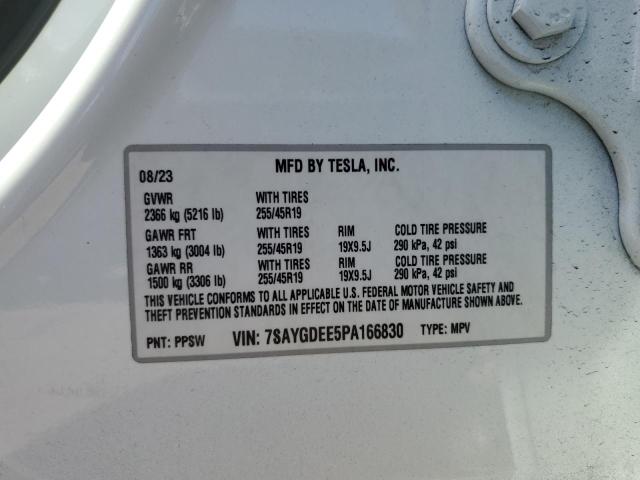 08/23 MFD BY TESLA, INC.
GVWR WITH TIRES
2366 kg (5216 lb) 255/45R19
GAWR FRT WITH TIRES RIM COLD TIRE PRESSURE
1363 kg (3004 lb) 255/45R19 19X9.5J 290 kPa, 42 psi
GAWR RR WITH TIRES RIM COLD TIRE PRESSURE
1500 kg (3306 lb) 255/45R19 19X9.5J 290 kPa, 42 psi
THIS VEHICLE CONFORMS TO ALL APPLICABLE U.S. FEDERAL MOTOR VEHICLE SAFETY AND
THEFT PREVENTION STANDARDS IN EFFECT ON THE DATE OF MANUFACTURE SHOWN ABOVE.
PNT: PPSW VIN: 7SAYGDEE5PA166830 TYPE: MPV